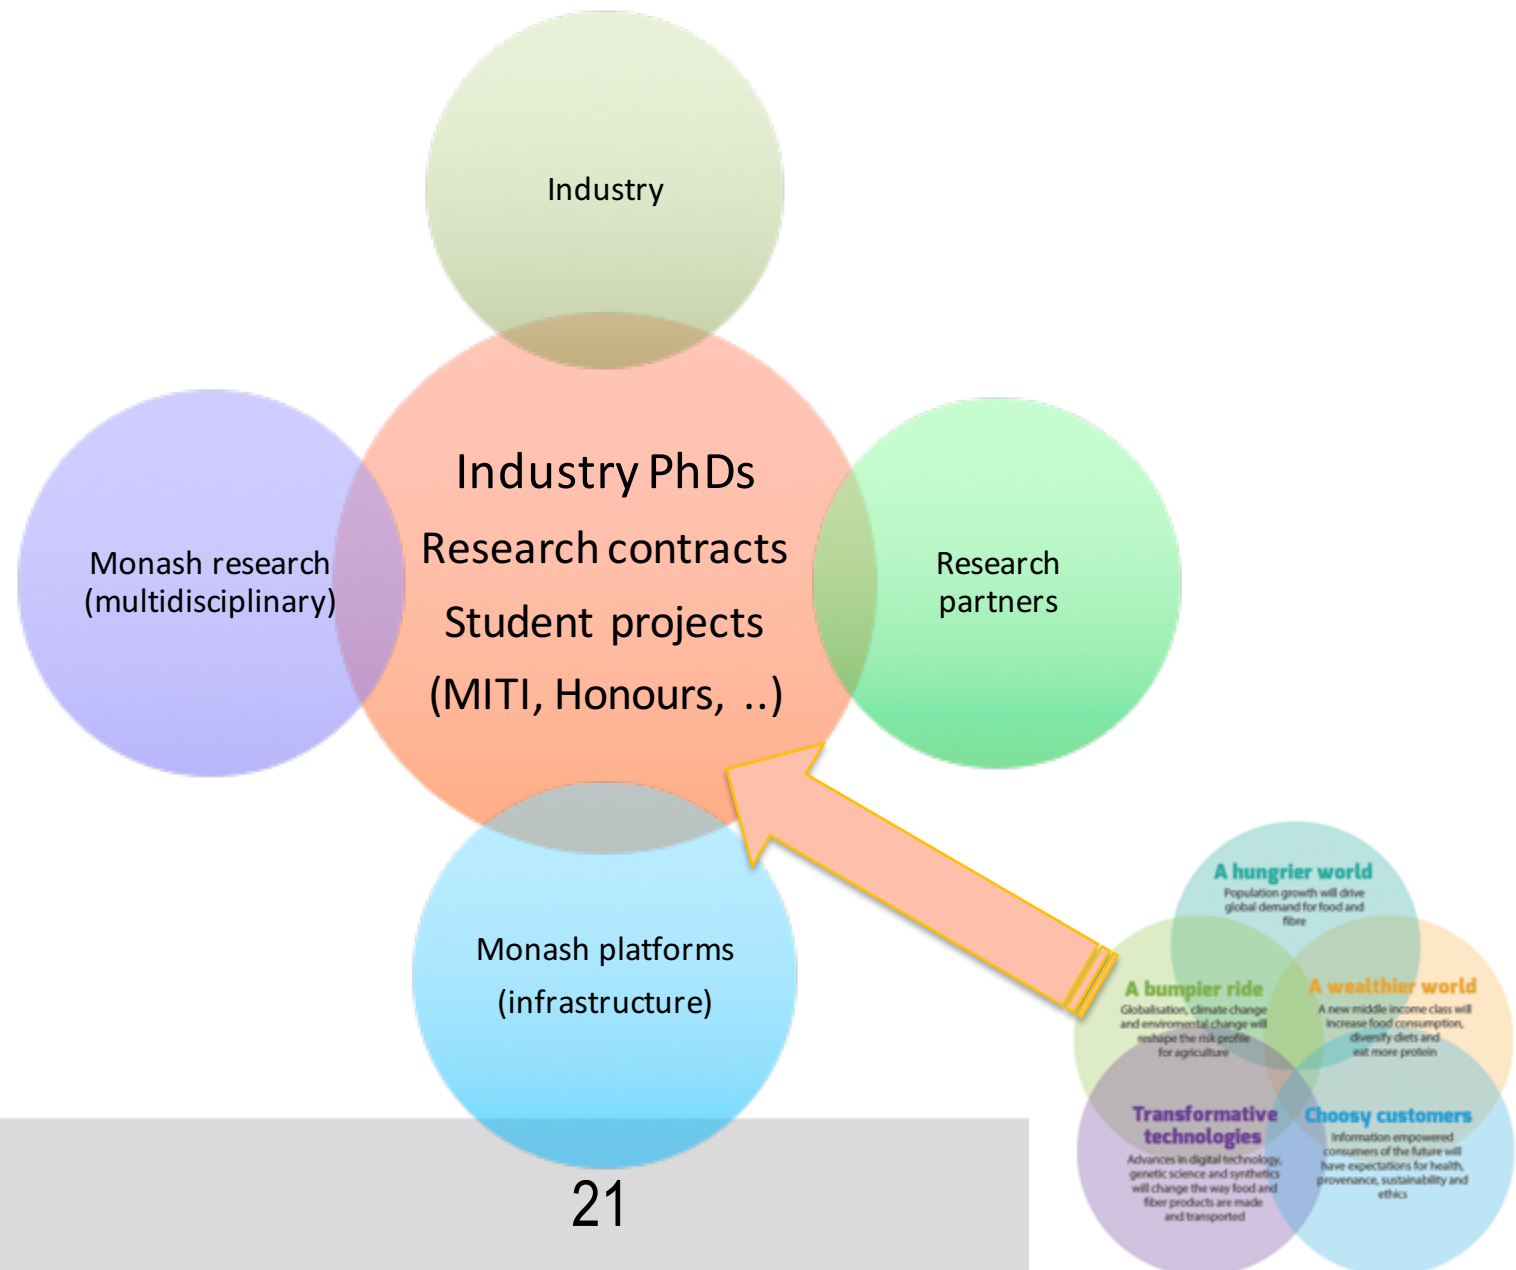 Industry
Industry PhDs
Research contracts
Student projects
(MITI, Honours, ..)
Monash research
(multidisciplinary)
Research
partners
Monash platforms
(infrastructure)
A hungrier world
Population growth will drive
global demand for food and
fibre
A bumpier ride
Globalisation, climate change
and enviromental change will
reshape the risk profile
for agriculture
A wealthier world
A new middle income class will
increase food consumption,
diversify diets and
eat more protein
Transformative
technologies
Advances in digital technology,
genetic science and synthetics
will change the way food and
fiber products are made
and transported
Choosy customers
Information empowered
consumers of the future will
have expectations for health,
provenance, sustainability and
ethics
21